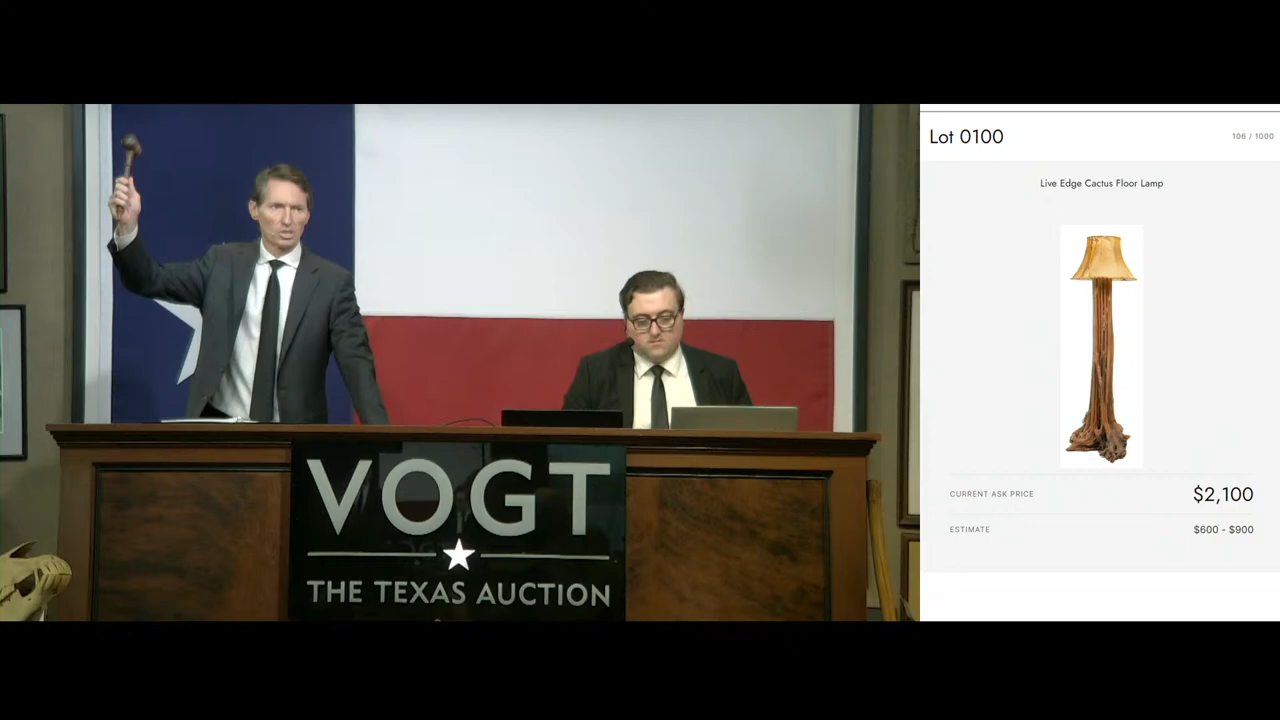 VOGT
THE TEXAS AUCTION
Lot 0100
106 / 1000
Live Edge Cactus Floor Lamp
CURRENT ASK PRICE
$2,100
ESTIMATE
$600 - $900